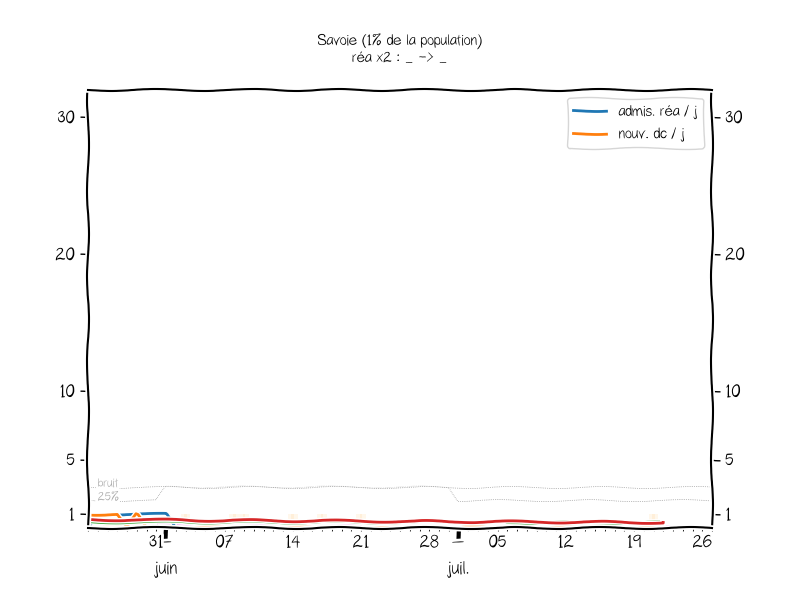 Savoie (1% de la population)
réa x2 : _ -> _
admis. réa / j
nouv. dc / j
30
30
20
20
10
10
5
5
bruit
25%
1
1
31 07 14 21 28 05 12 19 26
juin juil.